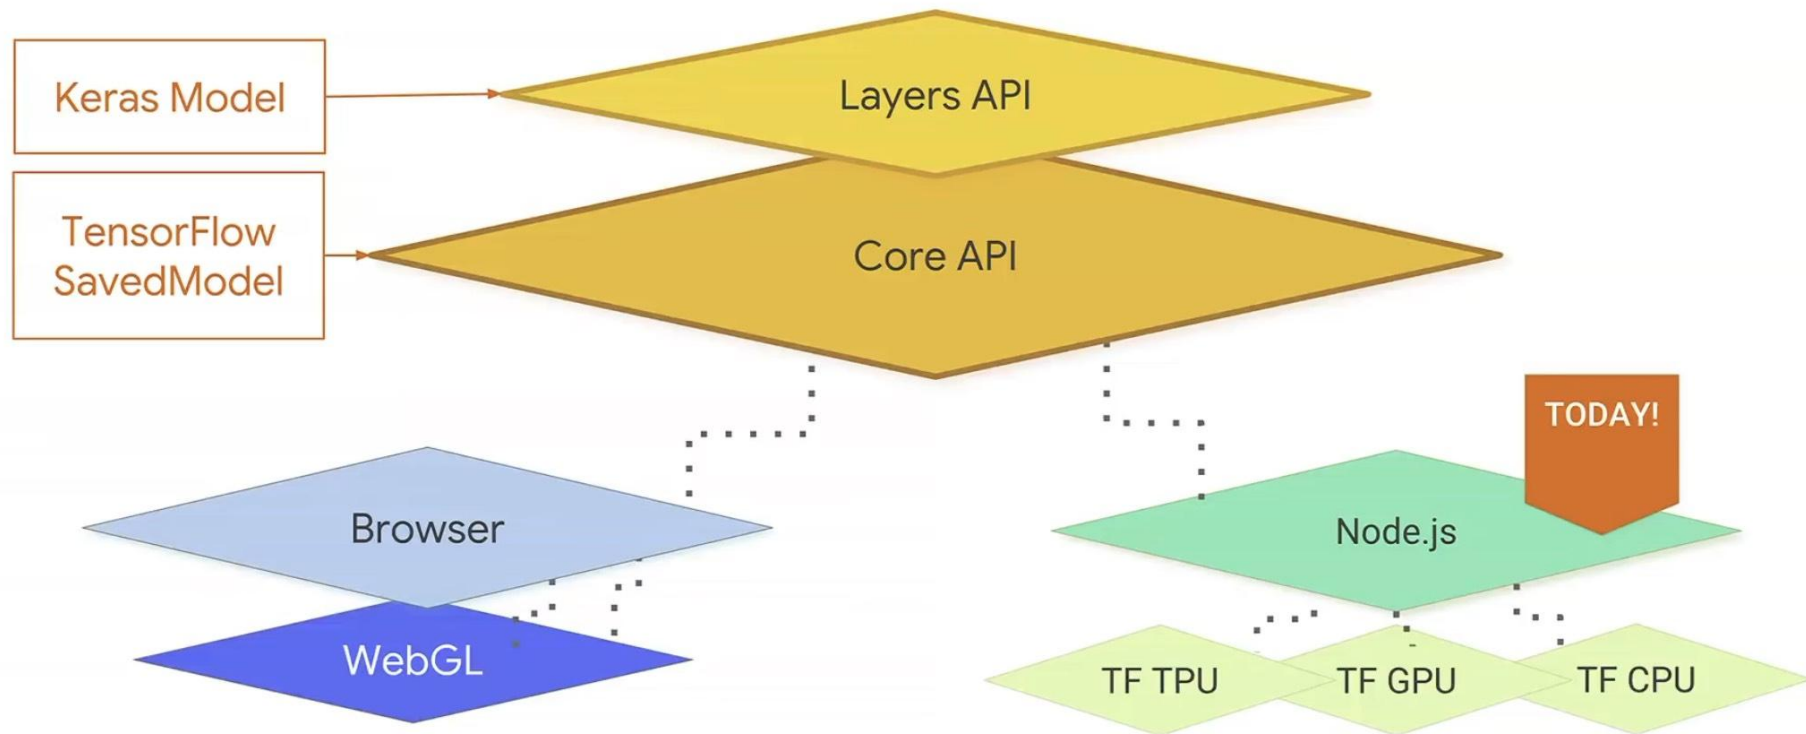 Keras Model
Layers API
TensorFlow
SavedModel
Core API
TODAY!
Browser
Node.js
WebGL
TF TPU
TF GPU
TF CPU